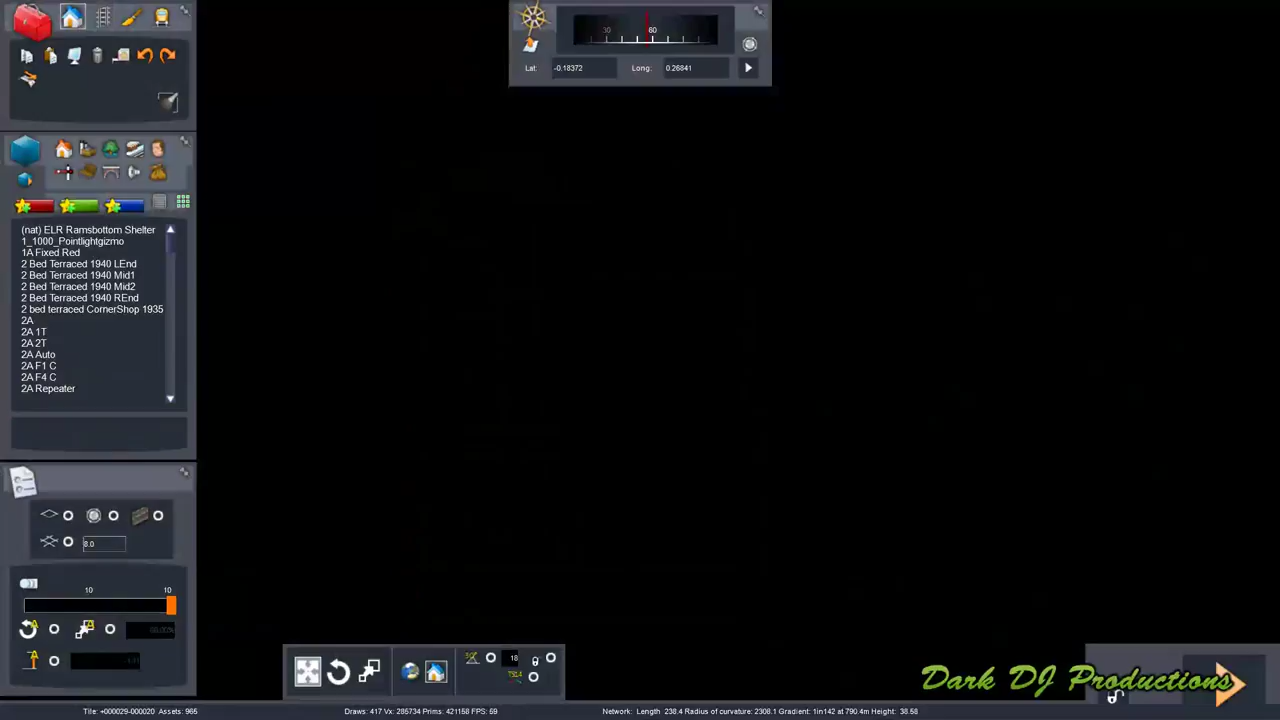 30 60
Lat: -0.18372 Long: 0.26841
(nat) ELR Ramsbottom Shelter
1_1000_Pointlightgizmo
1A Fixed Red
2 Bed Terraced 1940 LEnd
2 Bed Terraced 1940 Mid1
2 Bed Terraced 1940 Mid2
2 Bed Terraced 1940 REnd
2 bed terraced CornerShop 1935
2A
2A 1T
2A 2T
2A Auto
2A F1 C
2A F4 C
2A Repeater
8.0
10 10
18
Dark DJ Productions
Tile: +000029-000020 Assets: 965
Draws: 417 Vx: 285734 Prims: 421158 FPS: 69
Network: Length 238.4 Radius of curvature: 2308.1 Gradient: 1in142 at 790.4m Height: 38.58